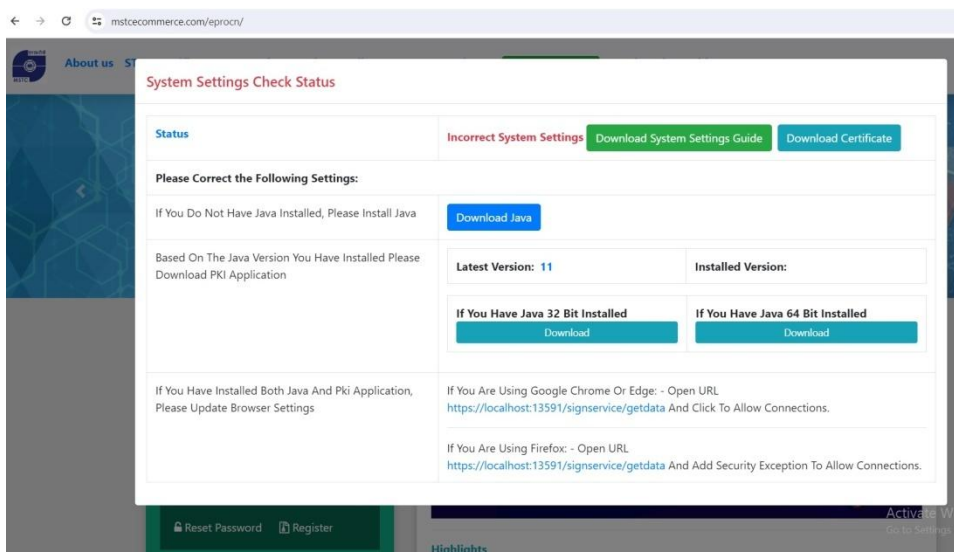 mstcecommerce.com/eprocn/
MSTC
About us
System Settings Check Status
Status
Incorrect System Settings Download System Settings Guide Download Certificate
Please Correct the Following Settings:
If You Do Not Have Java Installed, Please Install Java
Download Java
Based On The Java Version You Have Installed Please
Download PKI Application
Latest Version: 11
Installed Version:
If You Have Java 32 Bit Installed
Download
If You Have Java 64 Bit Installed
Download
If You Have Installed Both Java And Pki Application,
Please Update Browser Settings
If You Are Using Google Chrome Or Edge: - Open URL
https://localhost:13591/signservice/getdata And Click To Allow Connections.
If You Are Using Firefox: - Open URL
https://localhost:13591/signservice/getdata And Add Security Exception To Allow Connections.
Reset Password Register
Highlights
Activate W
Go to Settings